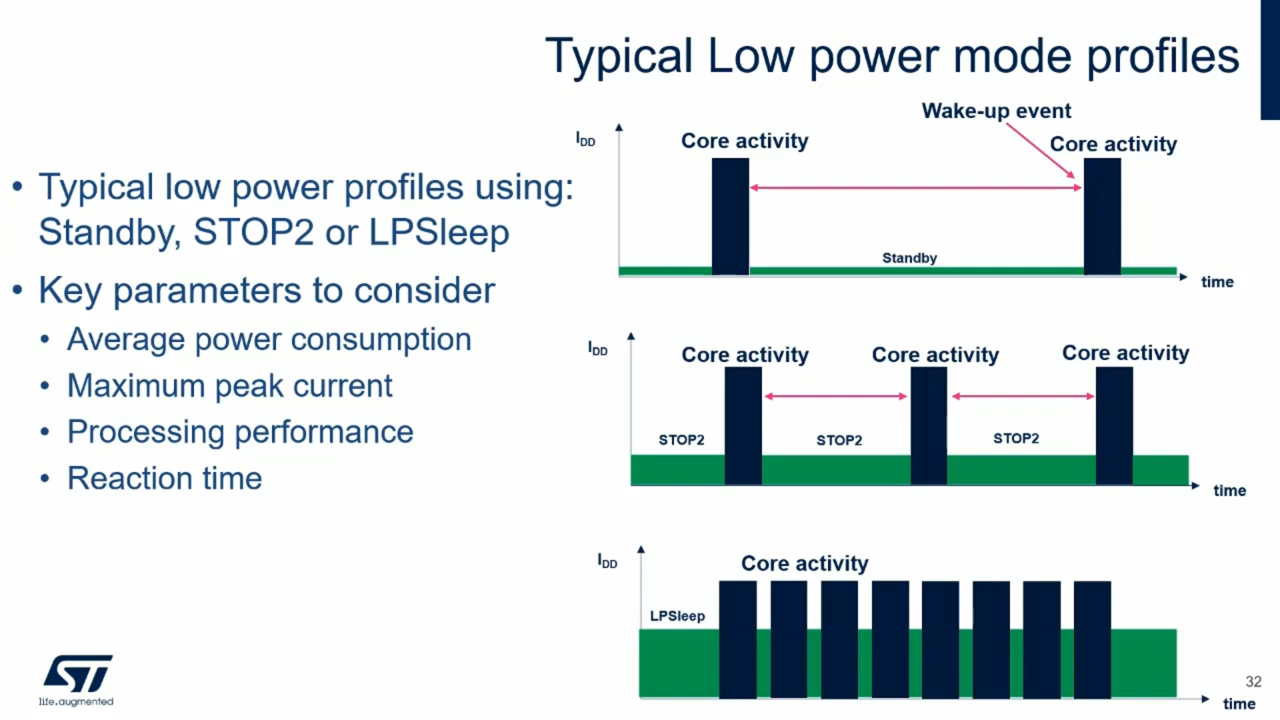 Typical Low power mode profiles
• Typical low power profiles using:
Standby, STOP2 or LPSleep
• Key parameters to consider
• Average power consumption
• Maximum peak current
• Processing performance
• Reaction time
Wake-up event
IDD
Core activity
Core activity
Standby
time
IDD
Core activity
Core activity
Core activity
STOP2
STOP2
STOP2
time
IDD
Core activity
LPSleep
time
ST
life.augmented
32